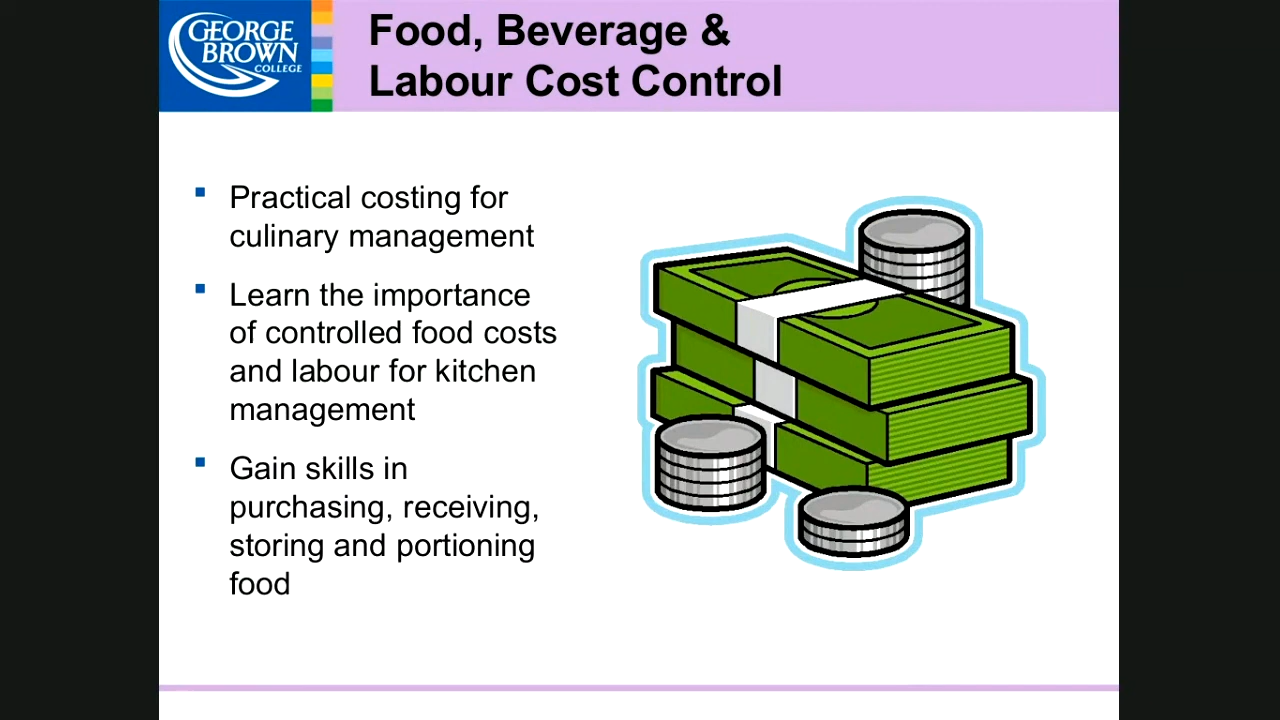 GEORGE
BROWN
COLLEGE
Food, Beverage &
Labour Cost Control
Practical costing for
culinary management
Learn the importance
of controlled food costs
and labour for kitchen
management
Gain skills in
purchasing, receiving,
storing and portioning
food